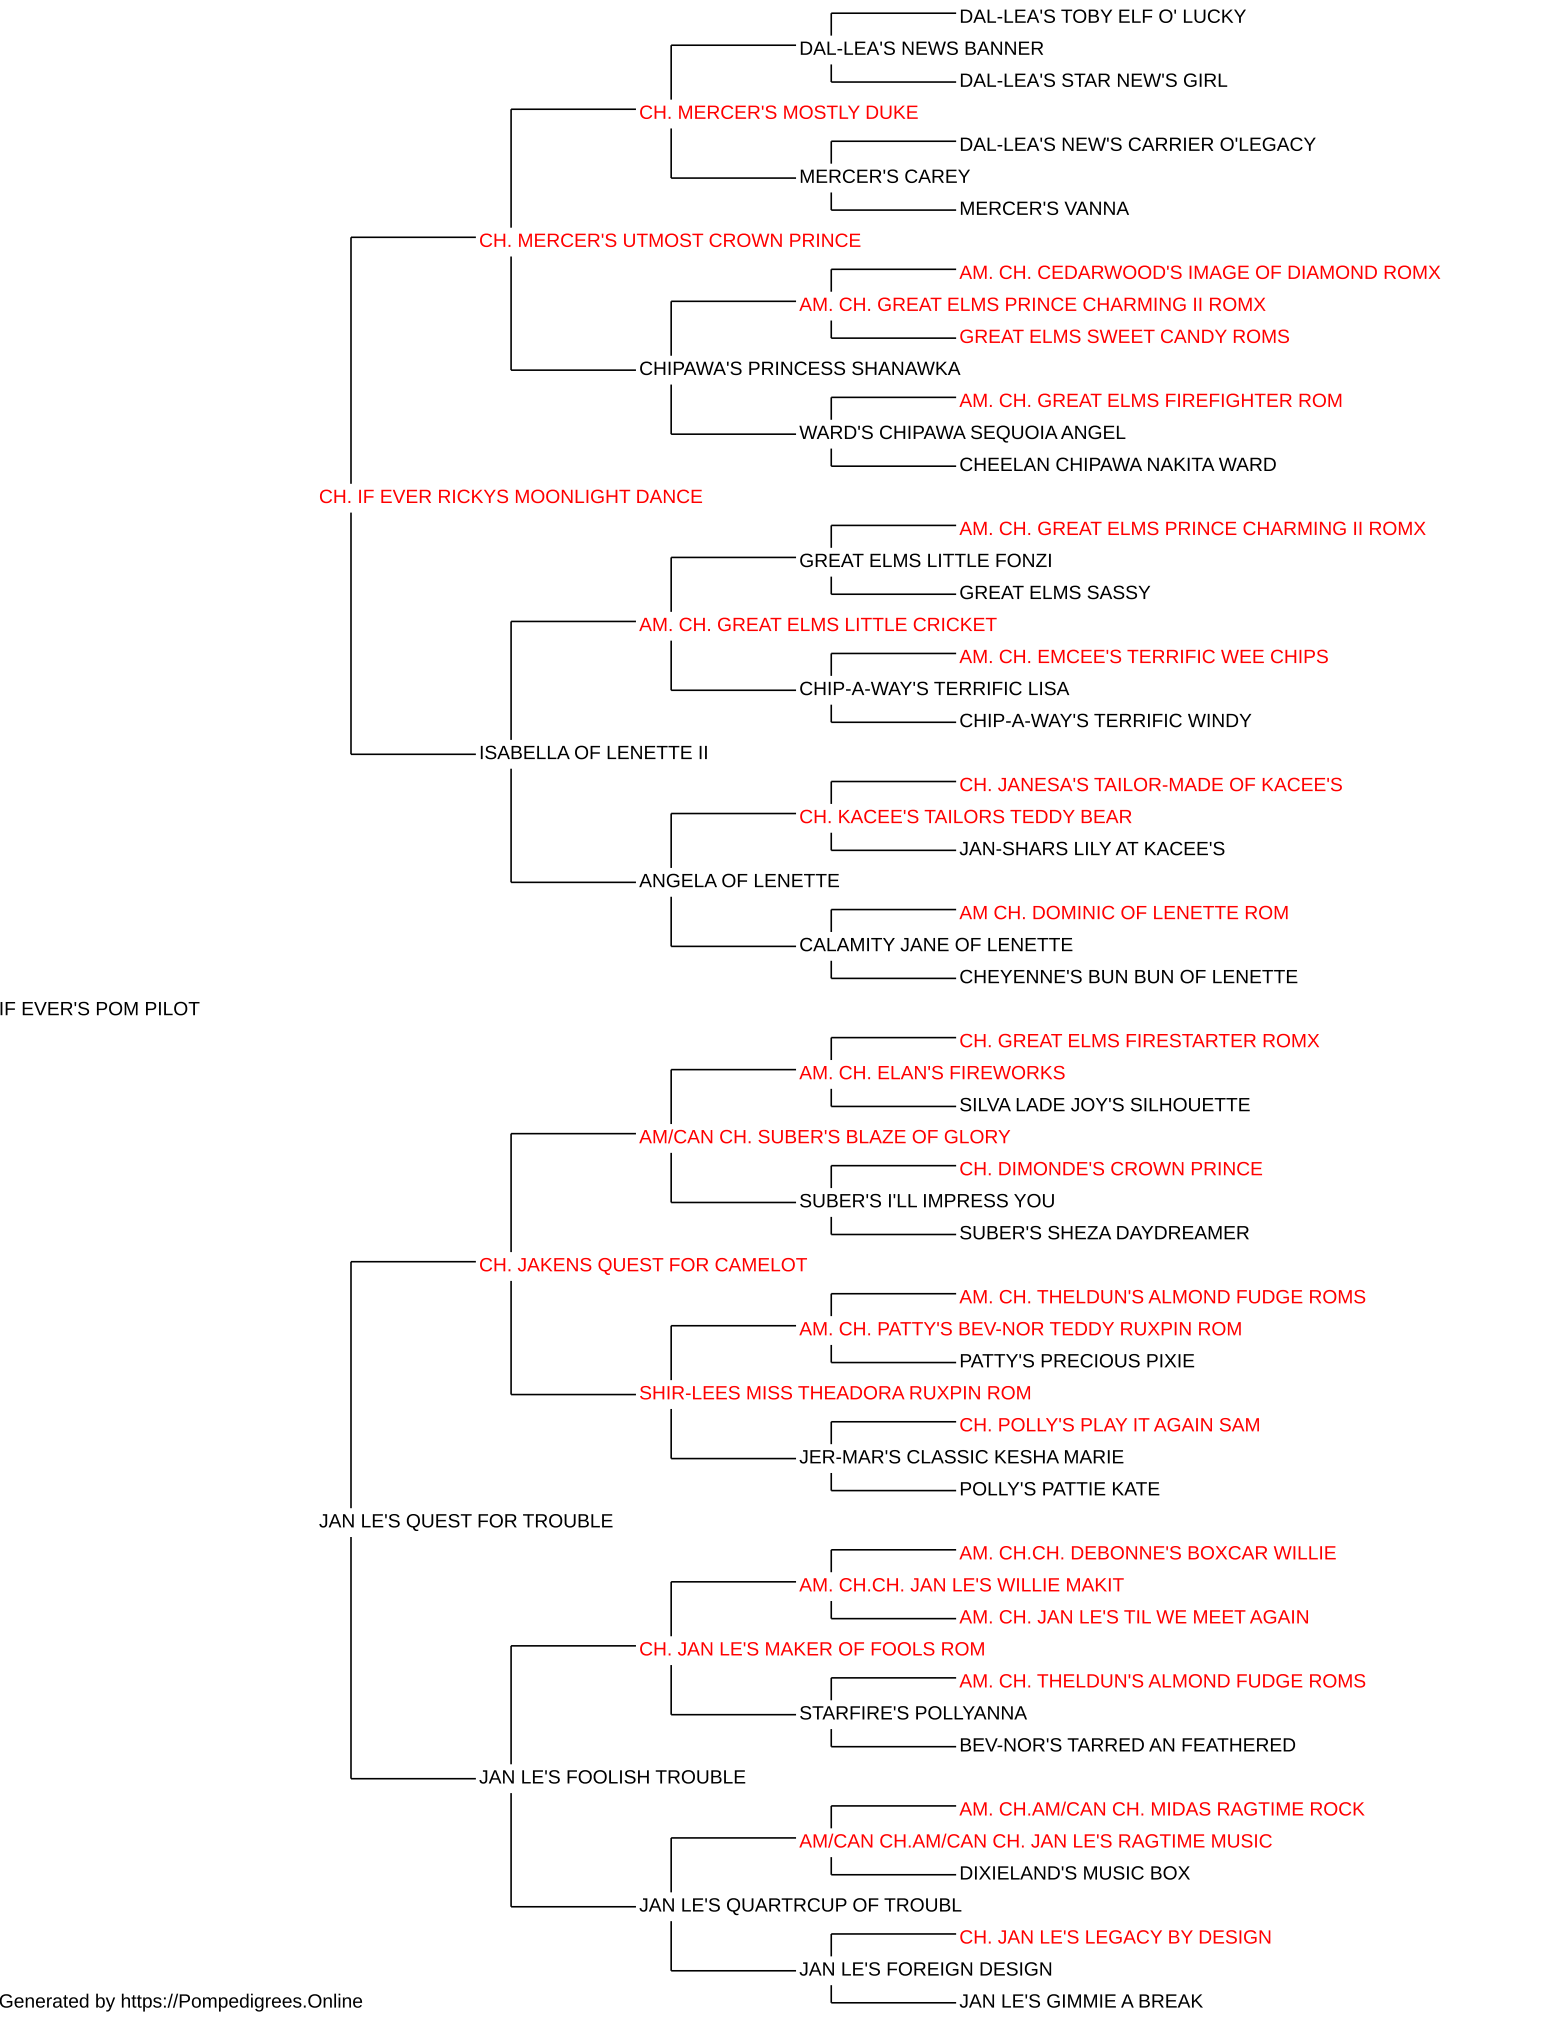 DAL-LEA'S TOBY ELF O' LUCKY
DAL-LEA'S NEWS BANNER
DAL-LEA'S STAR NEW'S GIRL
CH. MERCER'S MOSTLY DUKE
DAL-LEA'S NEW'S CARRIER O'LEGACY
MERCER'S CAREY
MERCER'S VANNA
CH. MERCER'S UTMOST CROWN PRINCE
AM. CH. CEDARWOOD'S IMAGE OF DIAMOND ROMX
AM. CH. GREAT ELMS PRINCE CHARMING II ROMX
GREAT ELMS SWEET CANDY ROMS
CHIPAWA'S PRINCESS SHANAWKA
AM. CH. GREAT ELMS FIREFIGHTER ROM
WARD'S CHIPAWA SEQUOIA ANGEL
CHEELAN CHIPAWA NAKITA WARD
CH. IF EVER RICKYS MOONLIGHT DANCE
AM. CH. GREAT ELMS PRINCE CHARMING II ROMX
GREAT ELMS LITTLE FONZI
GREAT ELMS SASSY
AM. CH. GREAT ELMS LITTLE CRICKET
AM. CH. EMCEE'S TERRIFIC WEE CHIPS
CHIP-A-WAY'S TERRIFIC LISA
CHIP-A-WAY'S TERRIFIC WINDY
ISABELLA OF LENETTE II
CH. JANESA'S TAILOR-MADE OF KACEE'S
CH. KACEE'S TAILORS TEDDY BEAR
JAN-SHARS LILY AT KACEE'S
ANGELA OF LENETTE
AM CH. DOMINIC OF LENETTE ROM
CALAMITY JANE OF LENETTE
CHEYENNE'S BUN BUN OF LENETTE
IF EVER'S POM PILOT
CH. GREAT ELMS FIRESTARTER ROMX
AM. CH. ELAN'S FIREWORKS
SILVA LADE JOY'S SILHOUETTE
AM/CAN CH. SUBER'S BLAZE OF GLORY
CH. DIMONDE'S CROWN PRINCE
SUBER'S I'LL IMPRESS YOU
SUBER'S SHEZA DAYDREAMER
CH. JAKENS QUEST FOR CAMELOT
AM. CH. THELDUN'S ALMOND FUDGE ROMS
AM. CH. PATTY'S BEV-NOR TEDDY RUXPIN ROM
PATTY'S PRECIOUS PIXIE
SHIR-LEES MISS THEADORA RUXPIN ROM
CH. POLLY'S PLAY IT AGAIN SAM
JER-MAR'S CLASSIC KESHA MARIE
POLLY'S PATTIE KATE
JAN LE'S QUEST FOR TROUBLE
AM. CH.CH. DEBONNE'S BOXCAR WILLIE
AM. CH.CH. JAN LE'S WILLIE MAKIT
AM. CH. JAN LE'S TIL WE MEET AGAIN
CH. JAN LE'S MAKER OF FOOLS ROM
AM. CH. THELDUN'S ALMOND FUDGE ROMS
STARFIRE'S POLLYANNA
BEV-NOR'S TARRED AN FEATHERED
JAN LE'S FOOLISH TROUBLE
AM. CH.AM/CAN CH. MIDAS RAGTIME ROCK
AM/CAN CH.AM/CAN CH. JAN LE'S RAGTIME MUSIC
DIXIELAND'S MUSIC BOX
JAN LE'S QUARTRCUP OF TROUBL
CH. JAN LE'S LEGACY BY DESIGN
JAN LE'S FOREIGN DESIGN
JAN LE'S GIMMIE A BREAK
Generated by https://Pompedigrees.Online